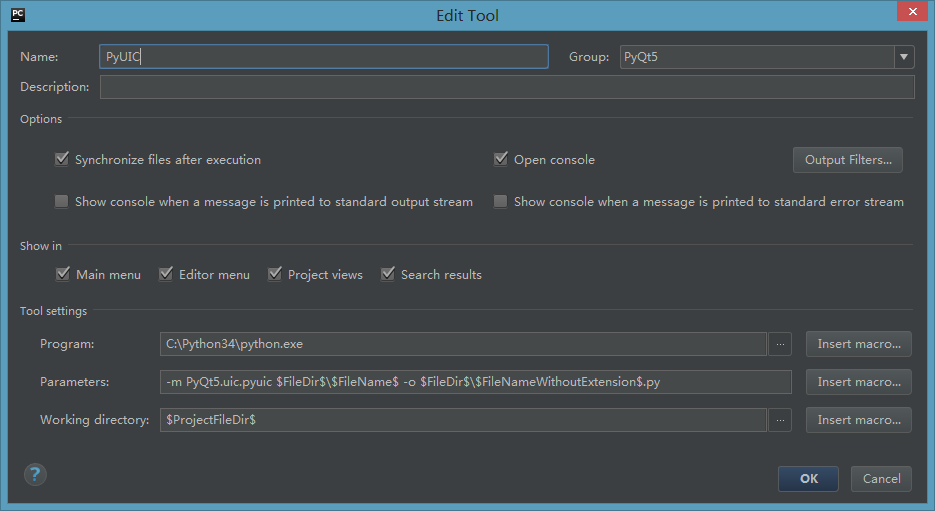 PC
Edit Tool
Name: PyUIC Group: PyQt5
Description:
Options
Synchronize files after execution Open console Output Filters...
Show console when a message is printed to standard output stream Show console when a message is printed to standard error stream
Show in
Main menu Editor menu Project views Search results
Tool settings
Program: C:\Python34\python.exe ... Insert macro...
Parameters: -m PyQt5.uic.pyuic $FileDir$\$FileName$ -o $FileDir$\$FileNameWithoutExtension$.py Insert macro...
Working directory: $ProjectFileDir$ ... Insert macro...
? OK Cancel